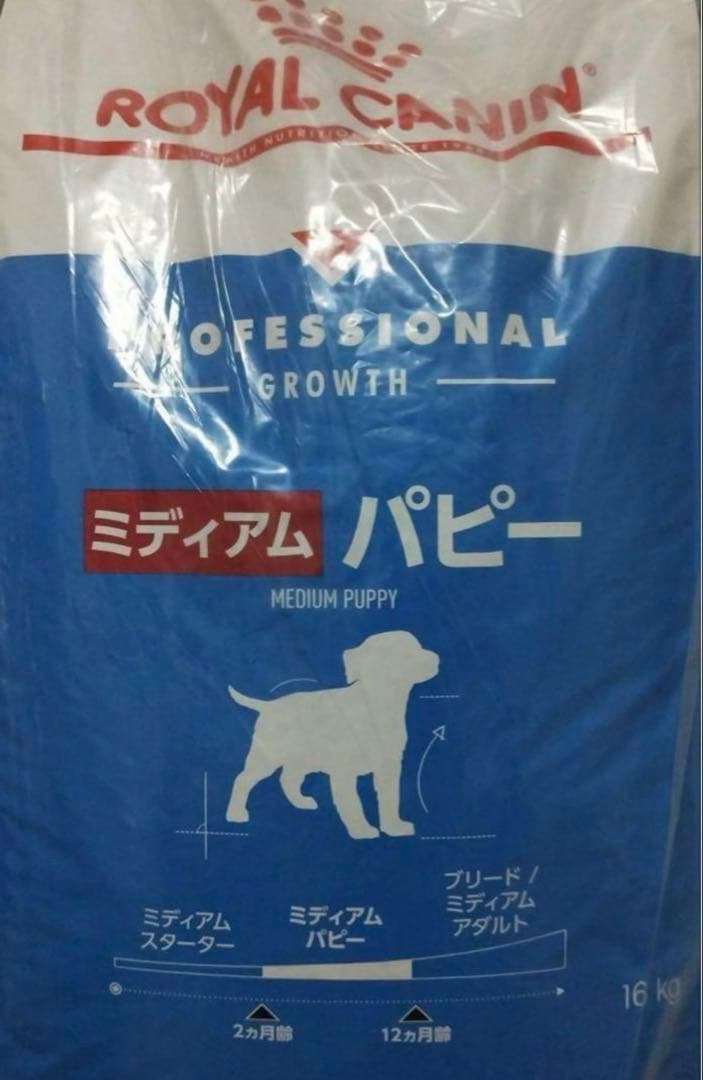 ROYAL CANIN®
PROFESSIONAL
GROWTH
ミディアム パピー
MEDIUM PUPPY
ミディアム
スターター
ミディアム
パピー
ブリード /
ミディアム
アダルト
16 kg
2カ月齢
12カ月齢